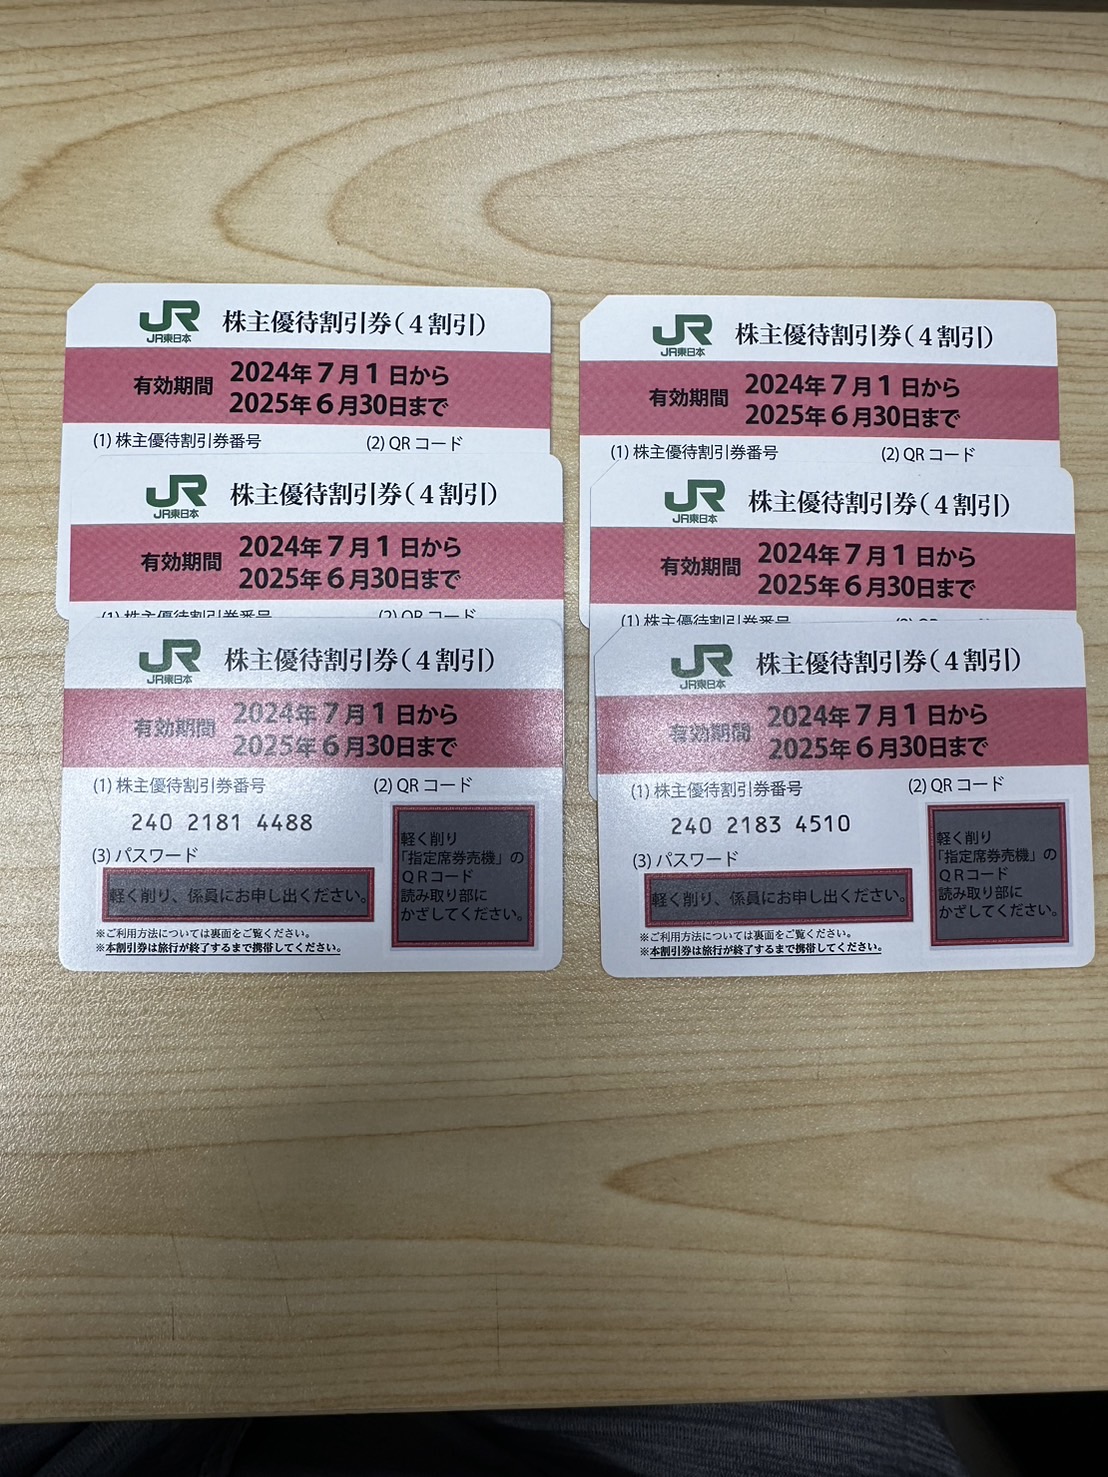 JR
JR東日本
株主優待割引券(4割引)
有効期間
2024年7月1日から
2025年6月30日まで
(1) 株主優待割引券番号
(2) QRコード
JR
JR東日本
株主優待割引券(4割引)
有効期間
2024年7月1日から
2025年6月30日まで
(1) 株主優待割引券番号
(2) QRコード
JR
JR東日本
株主優待割引券(4割引)
有効期間
2024年7月1日から
2025年6月30日まで
(1) 株主優待割引券番号
(2) QRコード
240 2181 4488
(3) パスワード
軽く削り、係員にお申し出ください。
軽く削り
「指定席券売機」の
QRコード
読み取り部に
かざしてください。
※ご利用方法については裏面をご覧ください。
※本割引券は旅行が終了するまで携帯してください。
JR
JR東日本
株主優待割引券(4割引)
有効期間
2024年7月1日から
2025年6月30日まで
(1) 株主優待割引券番号
(2) QRコード
JR
JR東日本
株主優待割引券(4割引)
有効期間
2024年7月1日から
2025年6月30日まで
(1) 株主優待割引券番号
JR
JR東日本
株主優待割引券(4割引)
有効期間
2024年7月1日から
2025年6月30日まで
(1) 株主優待割引券番号
(2) QRコード
240 2183 4510
(3) パスワード
軽く削り、係員にお申し出ください。
軽く削り
「指定席券売機」の
QRコード
読み取り部に
かざしてください。
※ご利用方法については裏面をご覧ください。
※本割引券は旅行が終了するまで携帯してください。